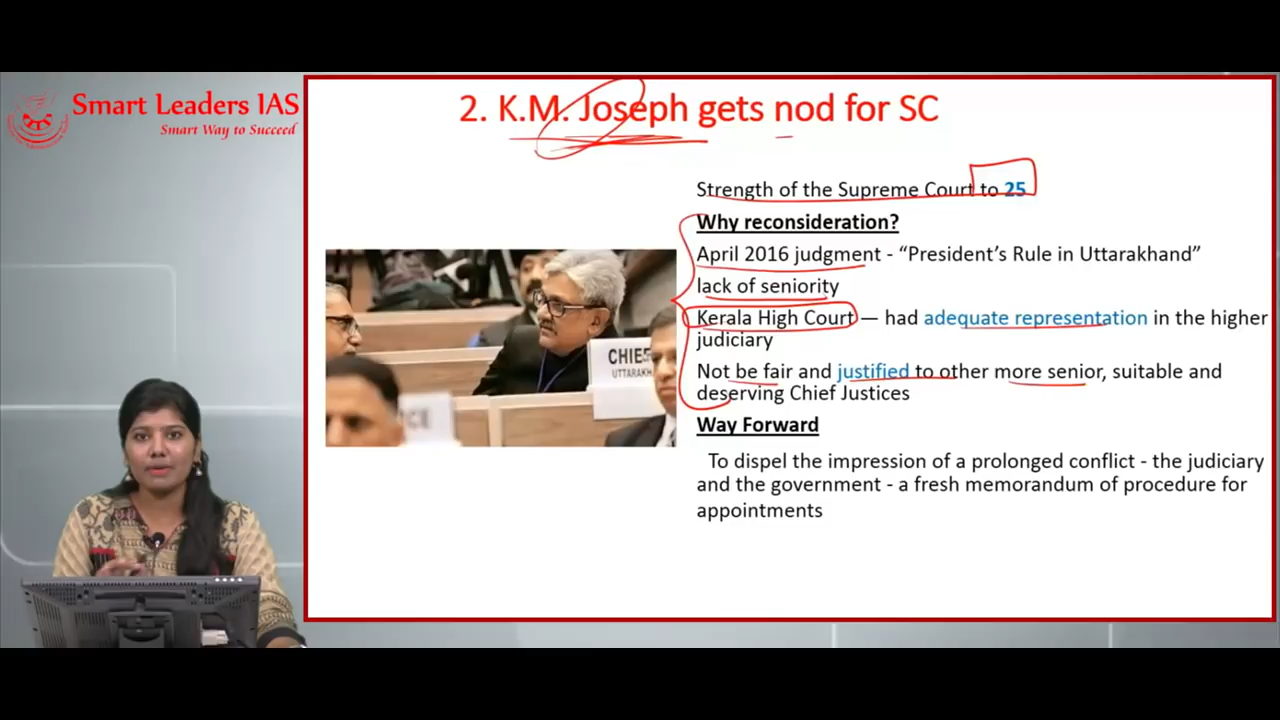 Smart Leaders IAS
Smart Way to Succeed
2. K.M. Joseph gets nod for SC
Strength of the Supreme Court to 25
Why reconsideration?
April 2016 judgment - “President’s Rule in Uttarakhand”
lack of seniority
Kerala High Court — had adequate representation in the higher
judiciary
Not be fair and justified to other more senior, suitable and
deserving Chief Justices
CHIEF
UTTARAKH
ICE
Way Forward
To dispel the impression of a prolonged conflict - the judiciary
and the government - a fresh memorandum of procedure for
appointments